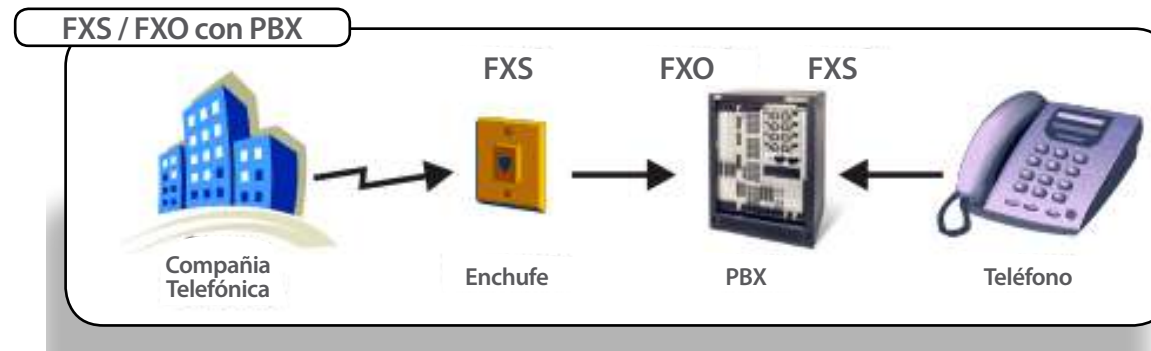 FXS / FXO con PBX
FXS
FXO
FXS
Compañia
Telefónica
Enchufe
PBX
Teléfono